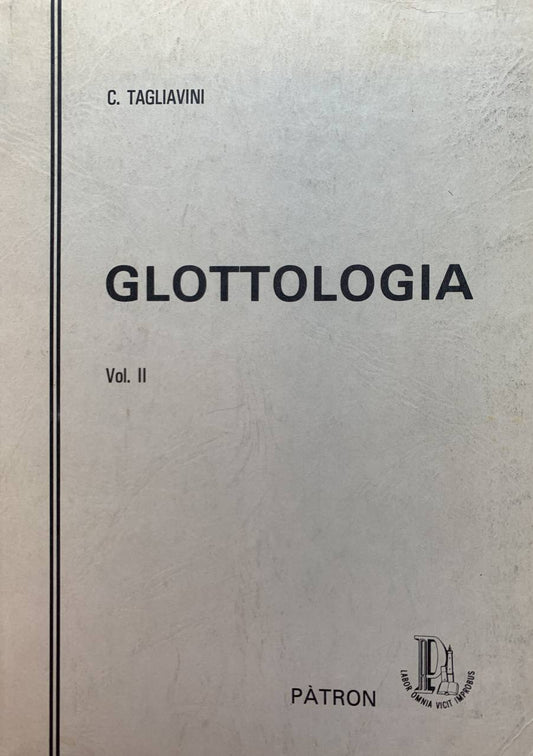 C. TAGLIAVINI
GLOTTOLOGIA
Vol. II
PÀTRON
P
LABOR OMNIA VICIT IMPROBUS